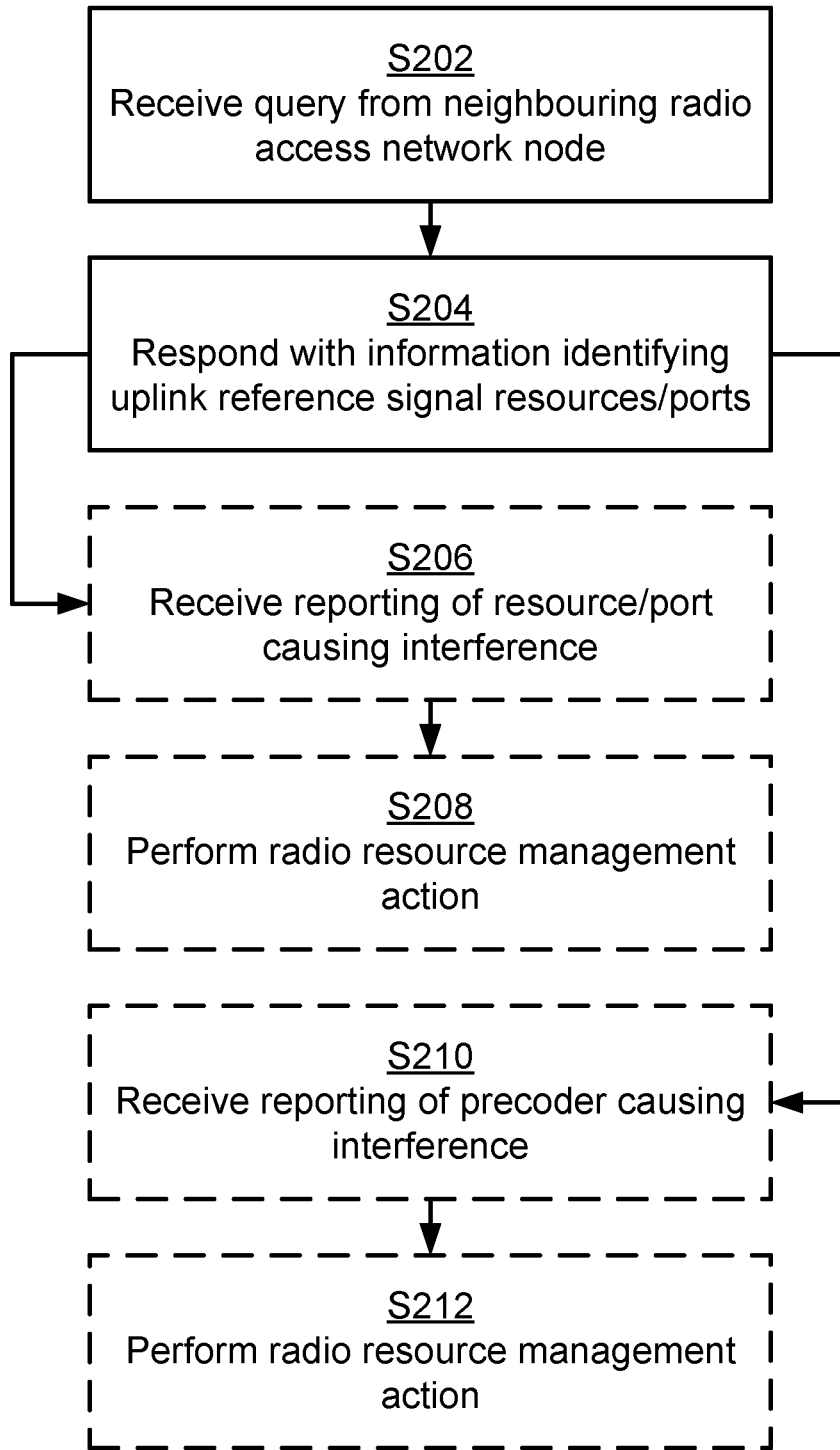 S202
Receive query from neighbouring radio
access network node
S204
Respond with information identifying
uplink reference signal resources/ports
S206
Receive reporting of resource/port
causing interference
S208
Perform radio resource management
action
S210
Receive reporting of precoder causing
interference
S212
Perform radio resource management
action